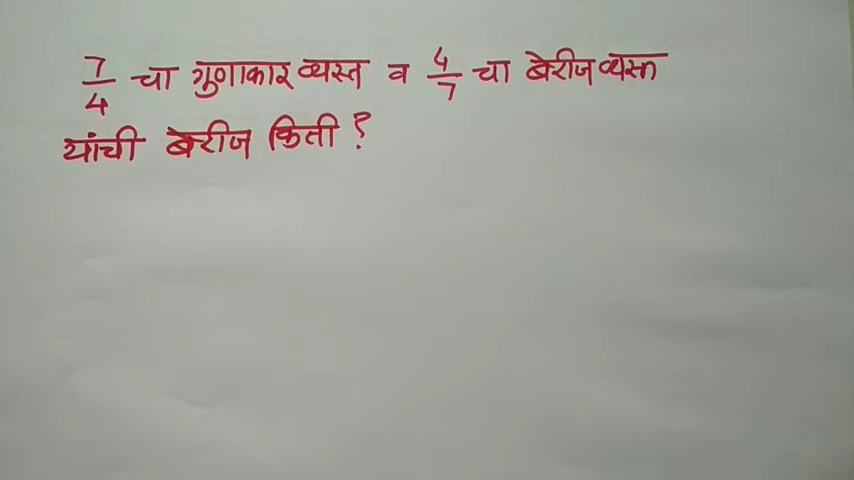 7/4 चा गुणाकार व्यस्त व 4/7 चा बेरीज व्यस्त
यांची बेरीज किती ?